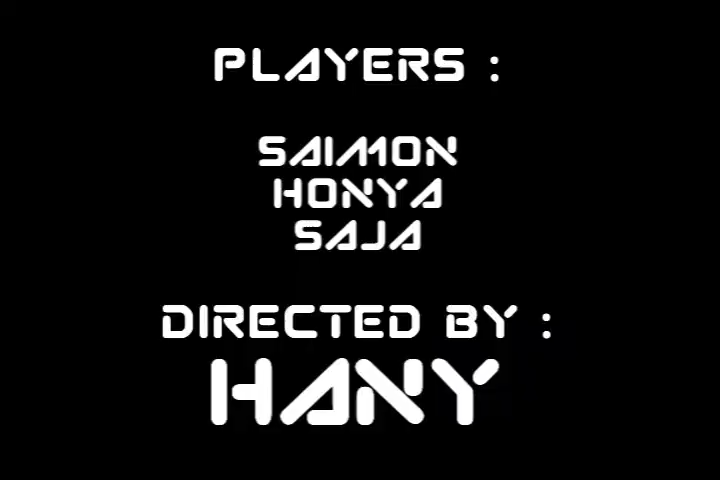 PLAYERS :
SAIMON
HONYA
SAJA
DIRECTED BY :
HANY